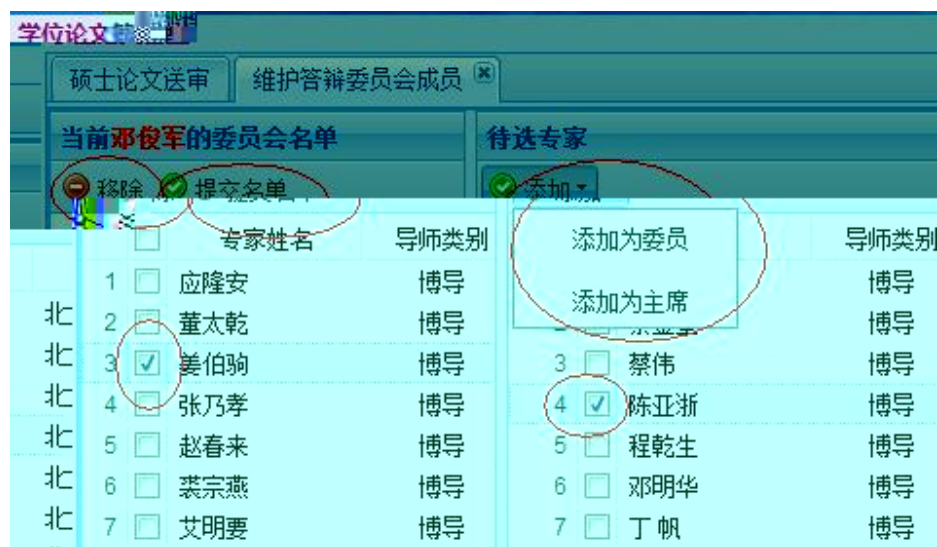 学位论文
硕士论文送审 维护答辩委员会成员
当前邓俊军的委员会名单 待选专家
移除 提交名单 添加
专家姓名 导师类别 添加为委员 导师类别
1 应隆安 博导 添加为主席
2 董太乾 博导 博导
3 姜伯驹 博导 3 蔡伟 博导
4 张乃孝 博导 4 陈亚浙 博导
5 赵春来 博导 5 程乾生 博导
6 裘宗燕 博导 6 邓明华 博导
7 艾明要 博导 7 丁帆 博导
北
北
北
北
北
北